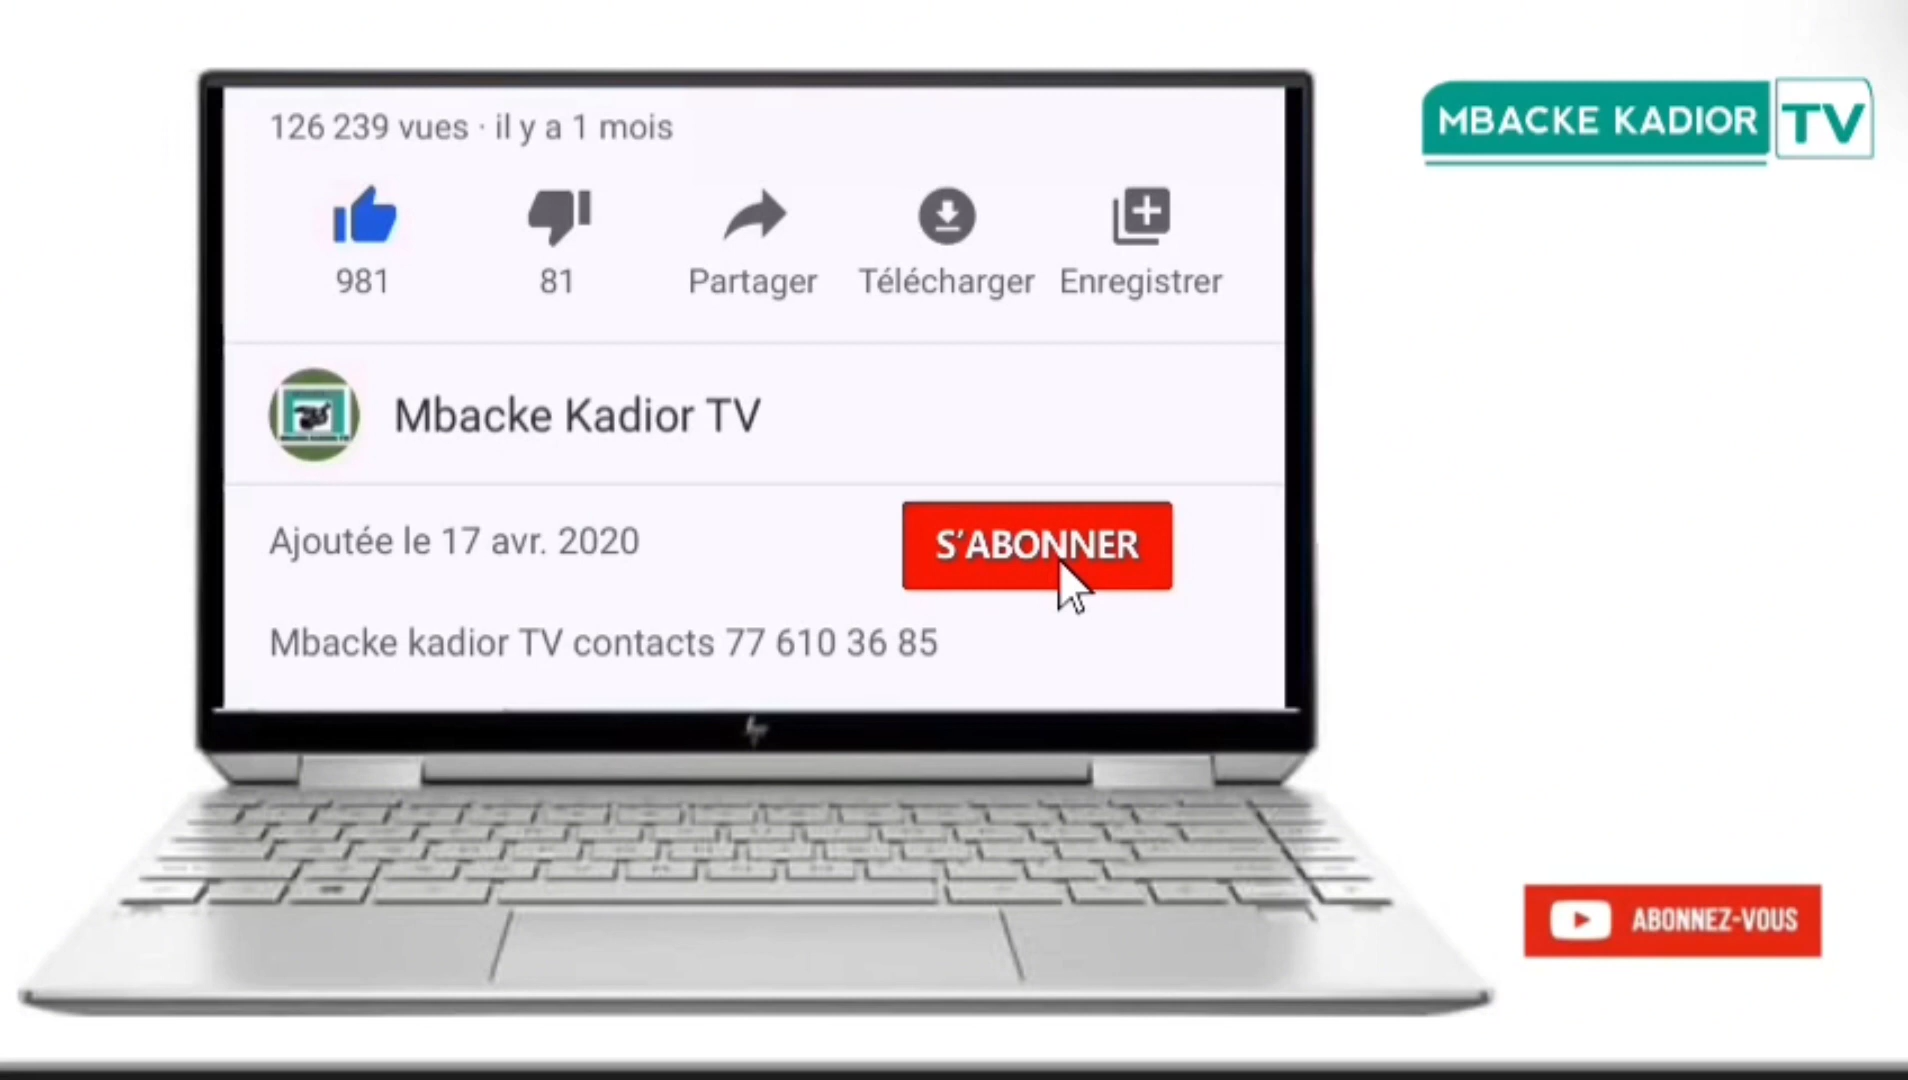 126 239 vues · il y a 1 mois
981
81
Partager
Télécharger
Enregistrer
Mbacke Kadior TV
Ajoutée le 17 avr. 2020
S'ABONNER
Mbacke kadior TV contacts 77 610 36 85
MBACKE KADIOR TV
ABONNEZ-VOUS